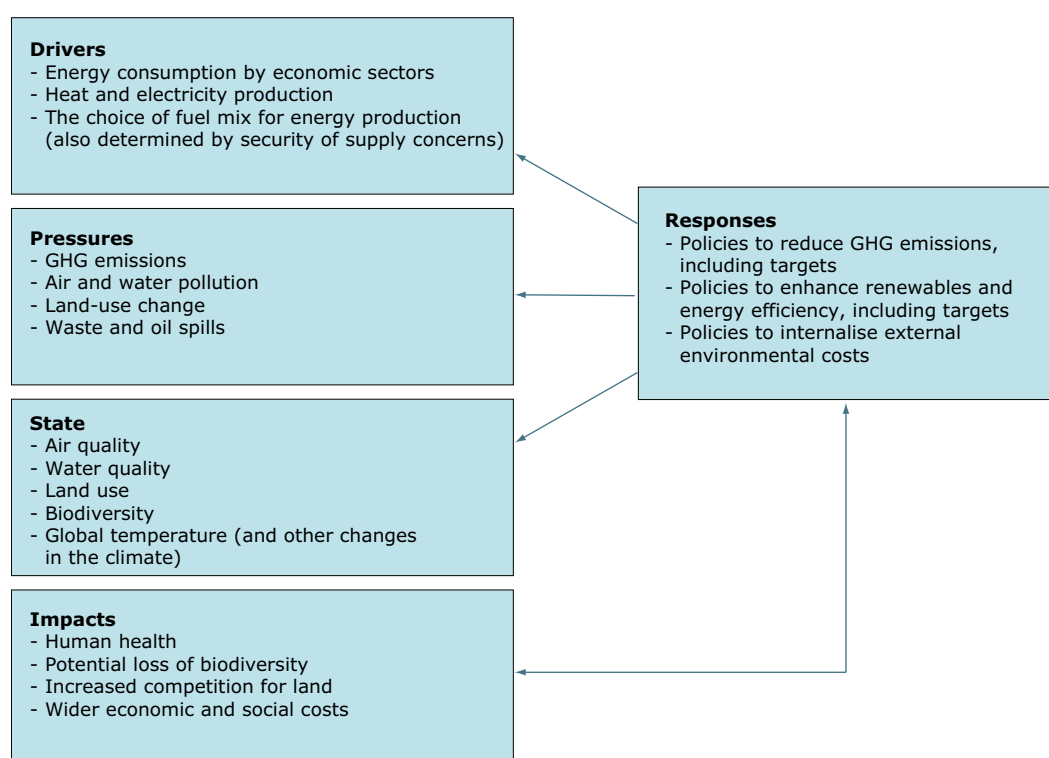 Drivers
- Energy consumption by economic sectors
- Heat and electricity production
- The choice of fuel mix for energy production
(also determined by security of supply concerns)
Pressures
- GHG emissions
- Air and water pollution
- Land-use change
- Waste and oil spills
State
- Air quality
- Water quality
- Land use
- Biodiversity
- Global temperature (and other changes
in the climate)
Impacts
- Human health
- Potential loss of biodiversity
- Increased competition for land
- Wider economic and social costs
Responses
- Policies to reduce GHG emissions,
including targets
- Policies to enhance renewables and
energy efficiency, including targets
- Policies to internalise external
environmental costs